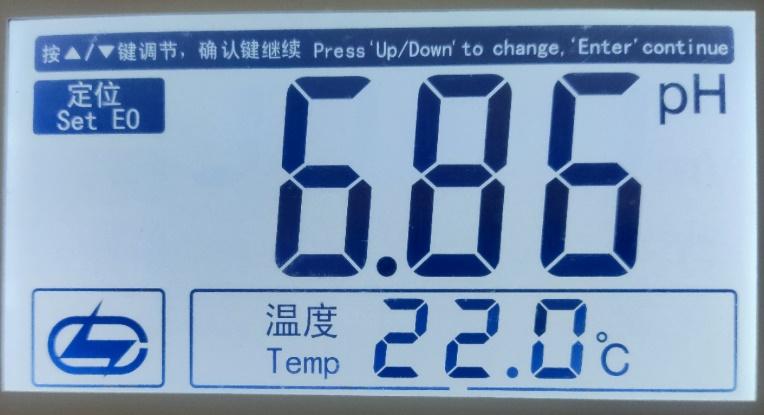 按▲/▼键调节，确认键继续 Press'Up/Down'to change,'Enter'continue
定位
Set E0
6.86 pH
温度
Temp
22.0℃